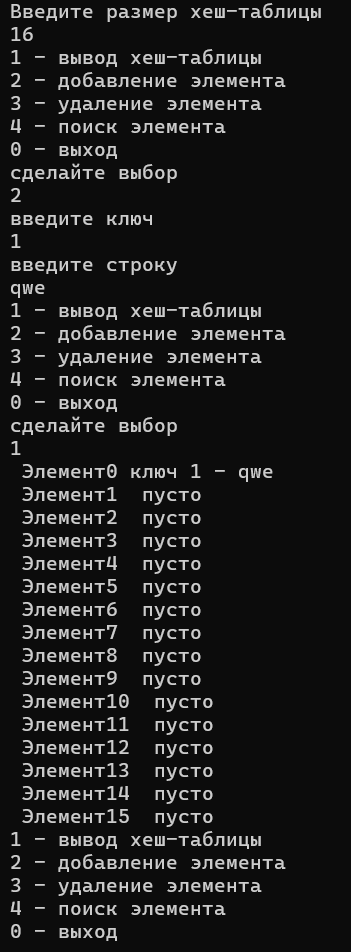 Введите размер хеш-таблицы
16
1 - вывод хеш-таблицы
2 - добавление элемента
3 - удаление элемента
4 - поиск элемента
0 - выход
сделайте выбор
2
введите ключ
1
введите строку
qwe
1 - вывод хеш-таблицы
2 - добавление элемента
3 - удаление элемента
4 - поиск элемента
0 - выход
сделайте выбор
1
Элемент0 ключ 1 - qwe
Элемент1  пусто
Элемент2  пусто
Элемент3  пусто
Элемент4  пусто
Элемент5  пусто
Элемент6  пусто
Элемент7  пусто
Элемент8  пусто
Элемент9  пусто
Элемент10  пусто
Элемент11  пусто
Элемент12  пусто
Элемент13  пусто
Элемент14  пусто
Элемент15  пусто
1 - вывод хеш-таблицы
2 - добавление элемента
3 - удаление элемента
4 - поиск элемента
0 - выход